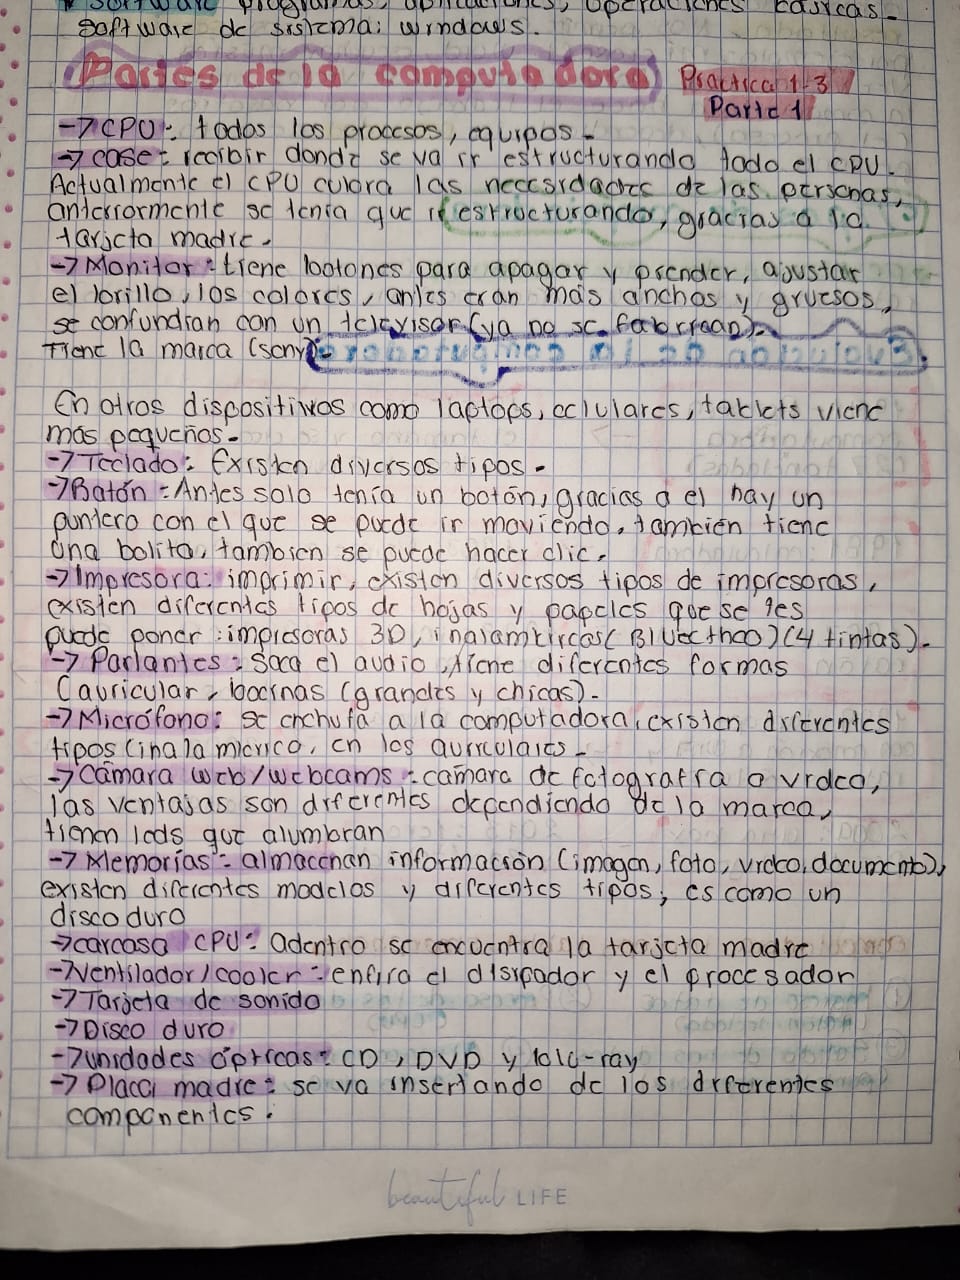 Software programas, aplicaciones, operaciones básicas.
software de sistema: windows.
Partes de la computadora
Practica 1-3
Parte 1
→ CPU: todos los procesos, equipos.
→ case: recibir donde se va ir estructurando todo el CPU.
Actualmente el CPU cubra las necesidades de las personas,
anteriormente se tenía que ir estructurando, gracias a la
tarjeta madre.
→ Monitor: tiene botones para apagar y prender, ajustar
el brillo, los colores, antes eran más anchos y gruesos,
se confundían con un televisor (ya no se fabrican).
Tiene la marca (sony).
En otros dispositivos como laptops, celulares, tablets viene
más pequeños.
→ Teclado: Existen diversos tipos.
→ Batón: Antes solo tenía un botón, gracias a el hay un
puntero con el que se puede ir moviendo, también tiene
una bolita, tambien se puede hacer clic.
→ Impresora: imprimir, existen diversos tipos de impresoras,
existen diferentes tipos de hojas y papeles que se les
puede poner: impresoras 3D, inalambricas (Bluetthoo) (4 tintas).
→ Parlantes: Saca el audio, tiene diferentes formas
(auricular, bocinas (grandes y chicas).
→ Micrófono: se enchufa a la computadora, existen diferentes
tipos (inala micrico, en los auriculares.
→ Cámara web/webcams: camara de fotografía o video,
las ventajas son diferentes dependiendo de la marca,
tienen leds que alumbran
→ Memorías: almacenan información (imagen, foto, video, documento),
existen diferentes modelos y diferentes tipos, es como un
disco duro
→ carcasa CPU: Adentro se encuentra la tarjeta madre
→ Ventilador/cooler: enfira el disipador y el procesador
→ Tarjeta de sonido
→ Disco duro
→ unidades ópticas: CD, DVD y blu-ray
→ Placa madre: se va insertando de los diferentes
componentes.
beautiful LIFE